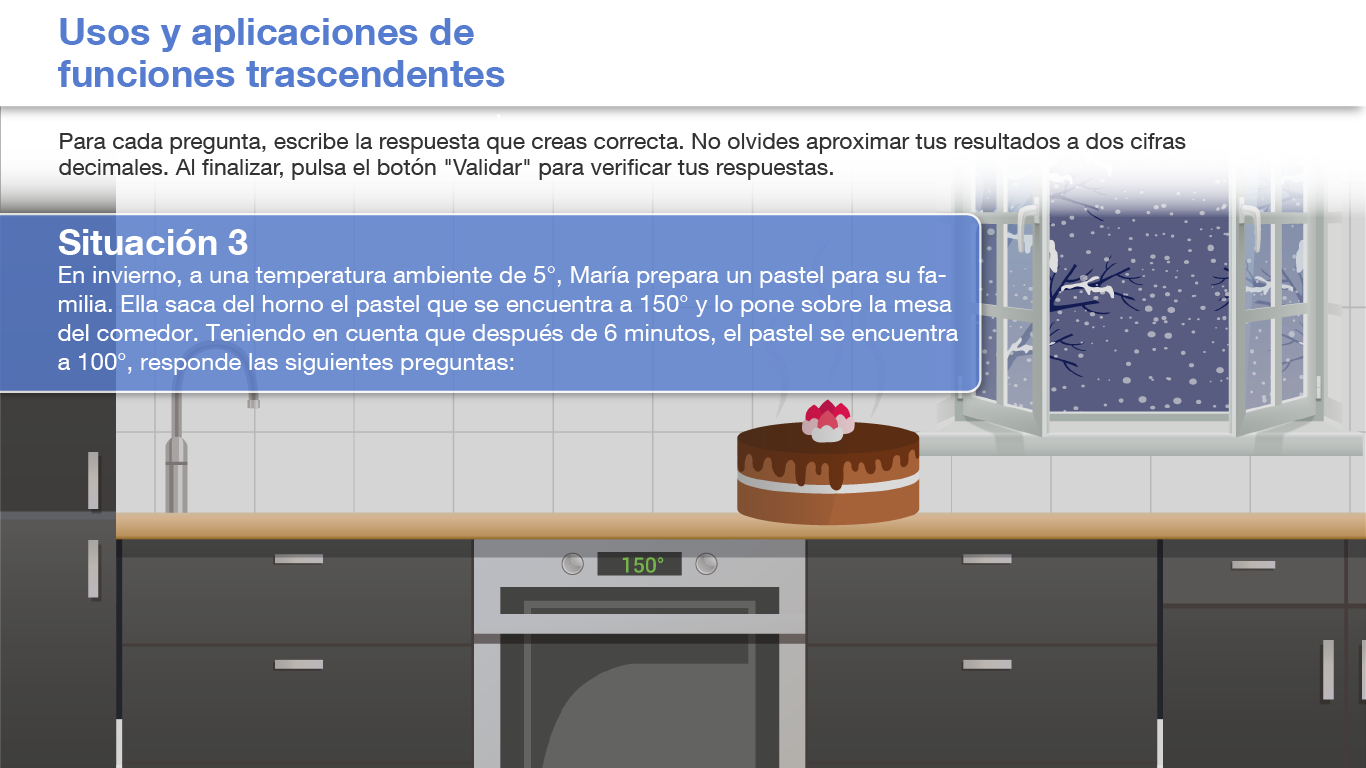 Usos y aplicaciones de
funciones trascendentes
Para cada pregunta, escribe la respuesta que creas correcta. No olvides aproximar tus resultados a dos cifras
decimales. Al finalizar, pulsa el botón "Validar" para verificar tus respuestas.
Situación 3
En invierno, a una temperatura ambiente de 5°, María prepara un pastel para su fa-
milia. Ella saca del horno el pastel que se encuentra a 150° y lo pone sobre la mesa
del comedor. Teniendo en cuenta que después de 6 minutos, el pastel se encuentra
a 100°, responde las siguientes preguntas:
150°